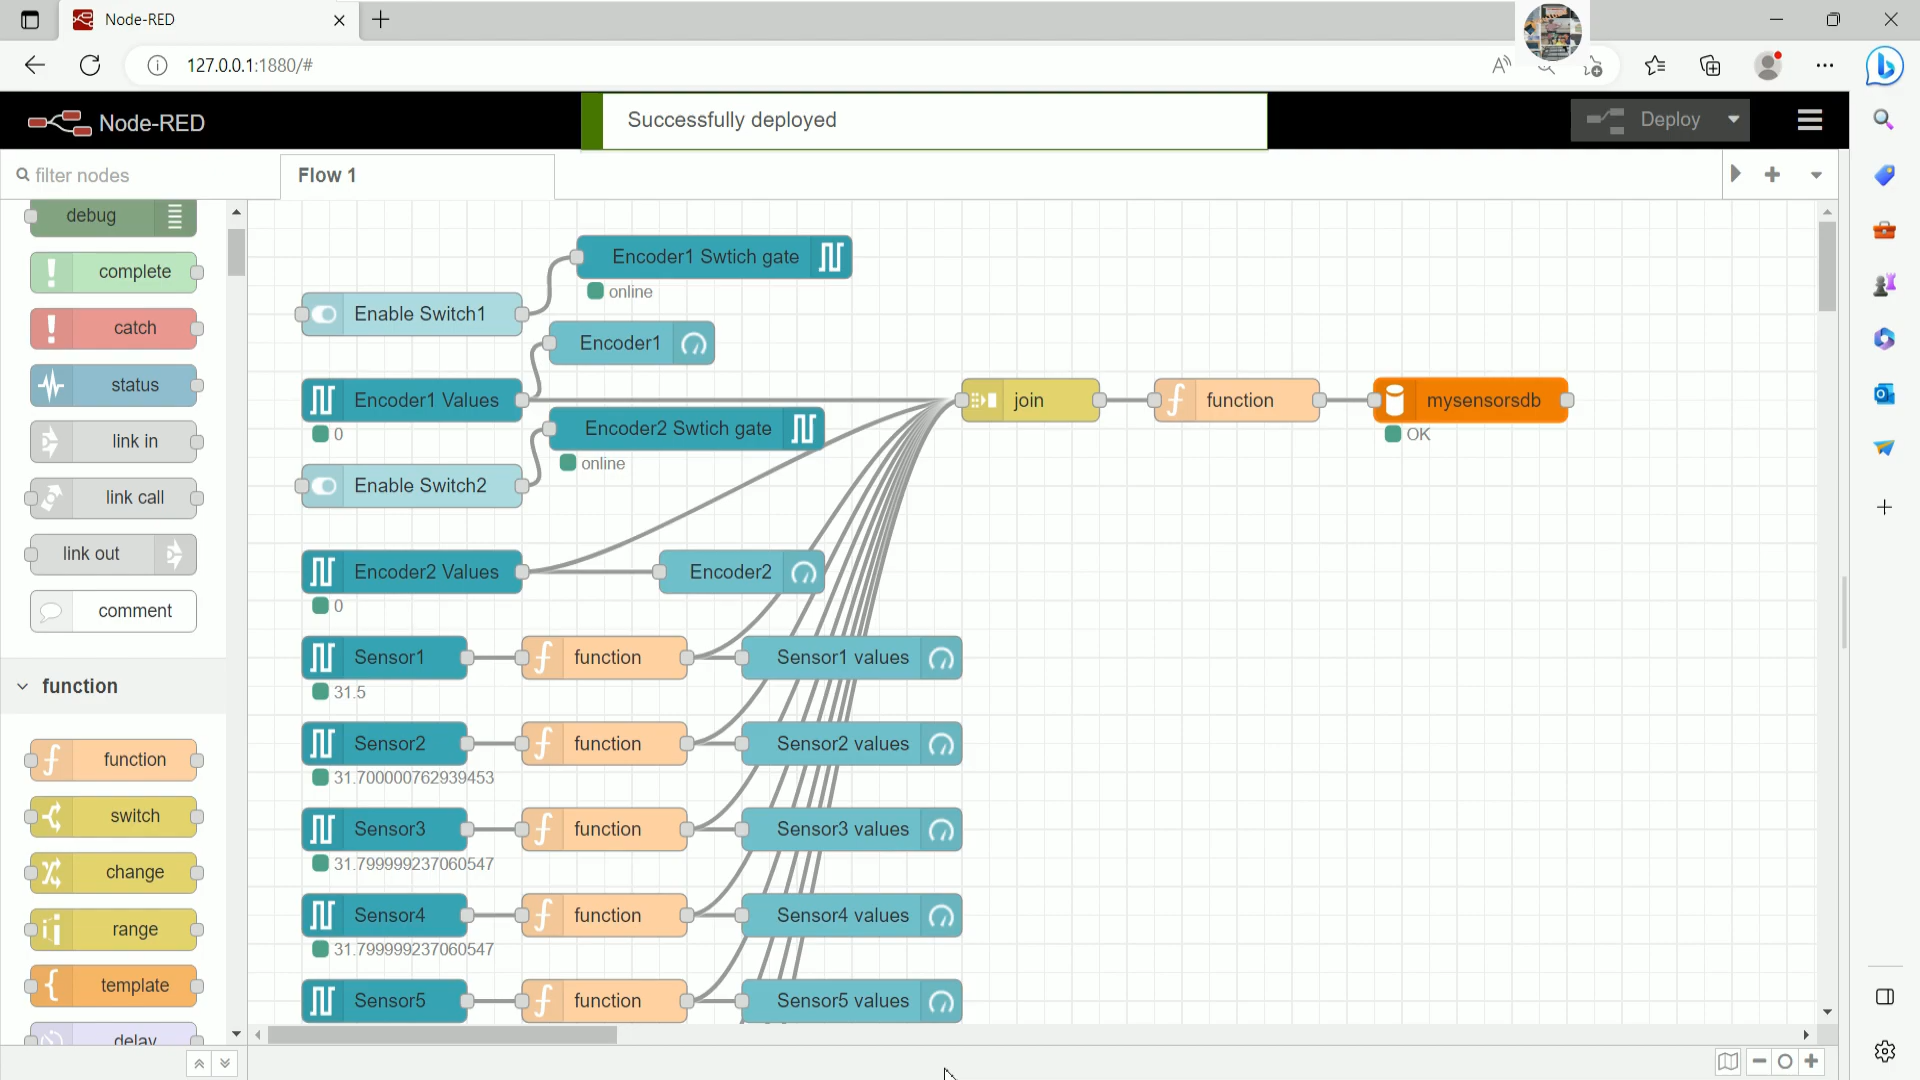 Node-RED
127.0.0.1:1880/#
Node-RED
Successfully deployed
Deploy
filter nodes
Flow 1
debug
complete
catch
status
link in
link call
link out
comment
function
function
switch
change
range
template
delay
Encoder1 Swtich gate
online
Enable Switch1
Encoder1
Encoder1 Values
0
Encoder2 Swtich gate
online
Enable Switch2
Encoder2 Values
0
Encoder2
join
function
mysensorsdb
OK
Sensor1
function
Sensor1 values
31.5
Sensor2
function
Sensor2 values
31.700000762939453
Sensor3
function
Sensor3 values
31.799999237060547
Sensor4
function
Sensor4 values
31.799999237060547
Sensor5
function
Sensor5 values